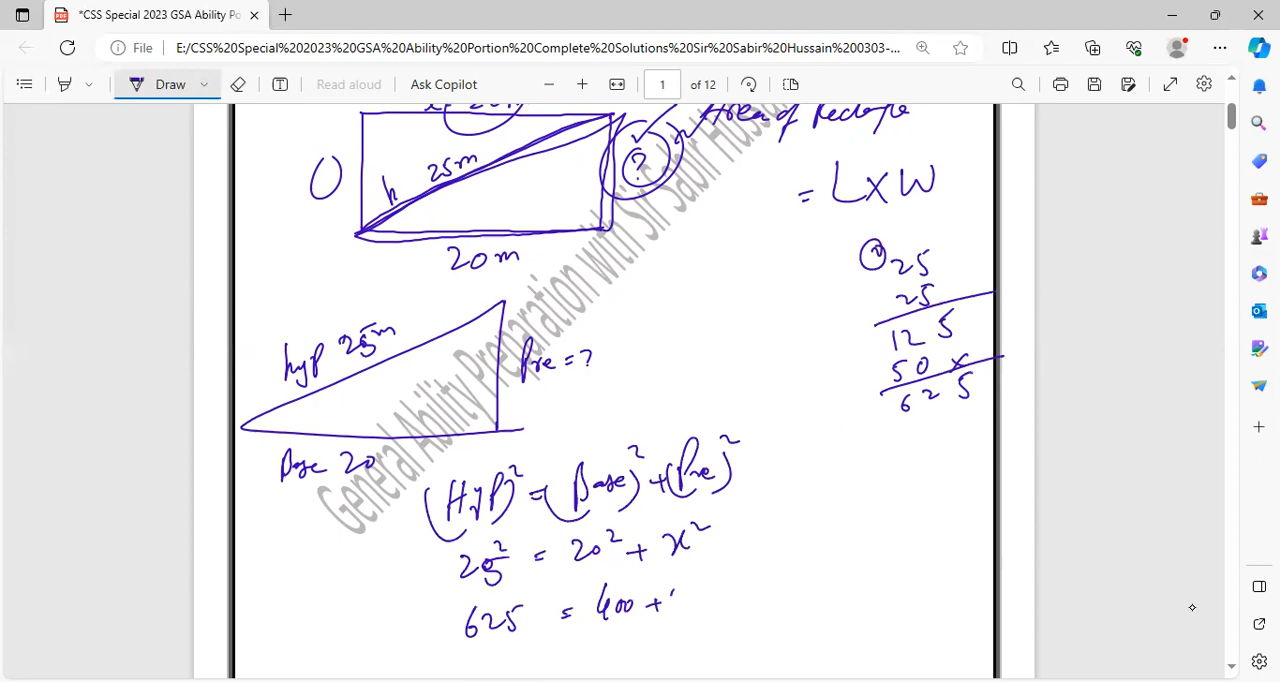 *CSS Special 2023 GSA Ability Po
File E:/CSS%20Special%202023%20GSA%20Ability%20Portion%20Complete%20Solutions%20Sir%20Sabir%20Hussain%200303-...
Draw
Read aloud
Ask Copilot
1 of 12
Area of Rectangle
= L X W
25m
h
?
20 m
25
25
125
50 x
625
hyp 25m
Pre = ?
Base 20
(Hyp)² = (Base)² + (Pre)²
25² = 20² + x²
625 = 400 +
General Ability Preparation with Sir Sabir Hussa